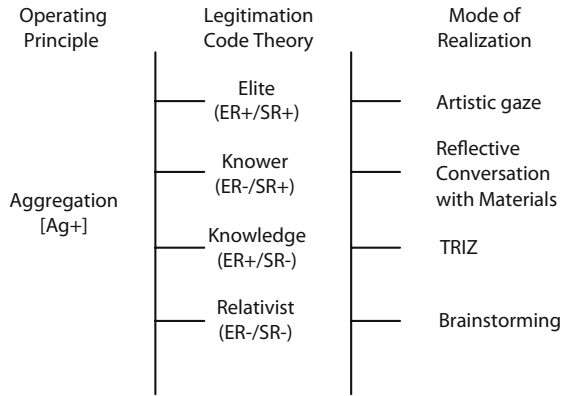 Operating
Principle
Legitimation
Code Theory
Mode of
Realization
Aggregation
[Ag+]
Elite
(ER+/SR+)
Artistic gaze
Knower
(ER-/SR+)
Reflective
Conversation
with Materials
Knowledge
(ER+/SR-)
TRIZ
Relativist
(ER-/SR-)
Brainstorming